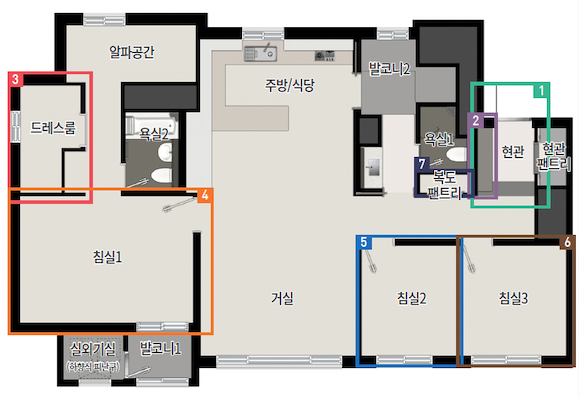 알파공간
주방/식당
발코니2
3
드레스룸
욕실2
욕실1
1
2
현관
현관
팬트리
7
복도
팬트리
4
침실1
거실
5
침실2
6
침실3
실외기실
(하향식 피난구)
발코니1